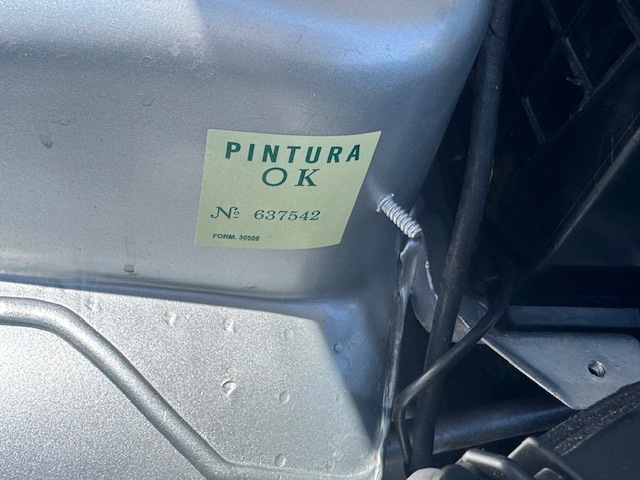 PINTURA
OK
Nº 637542
FORM. 30508